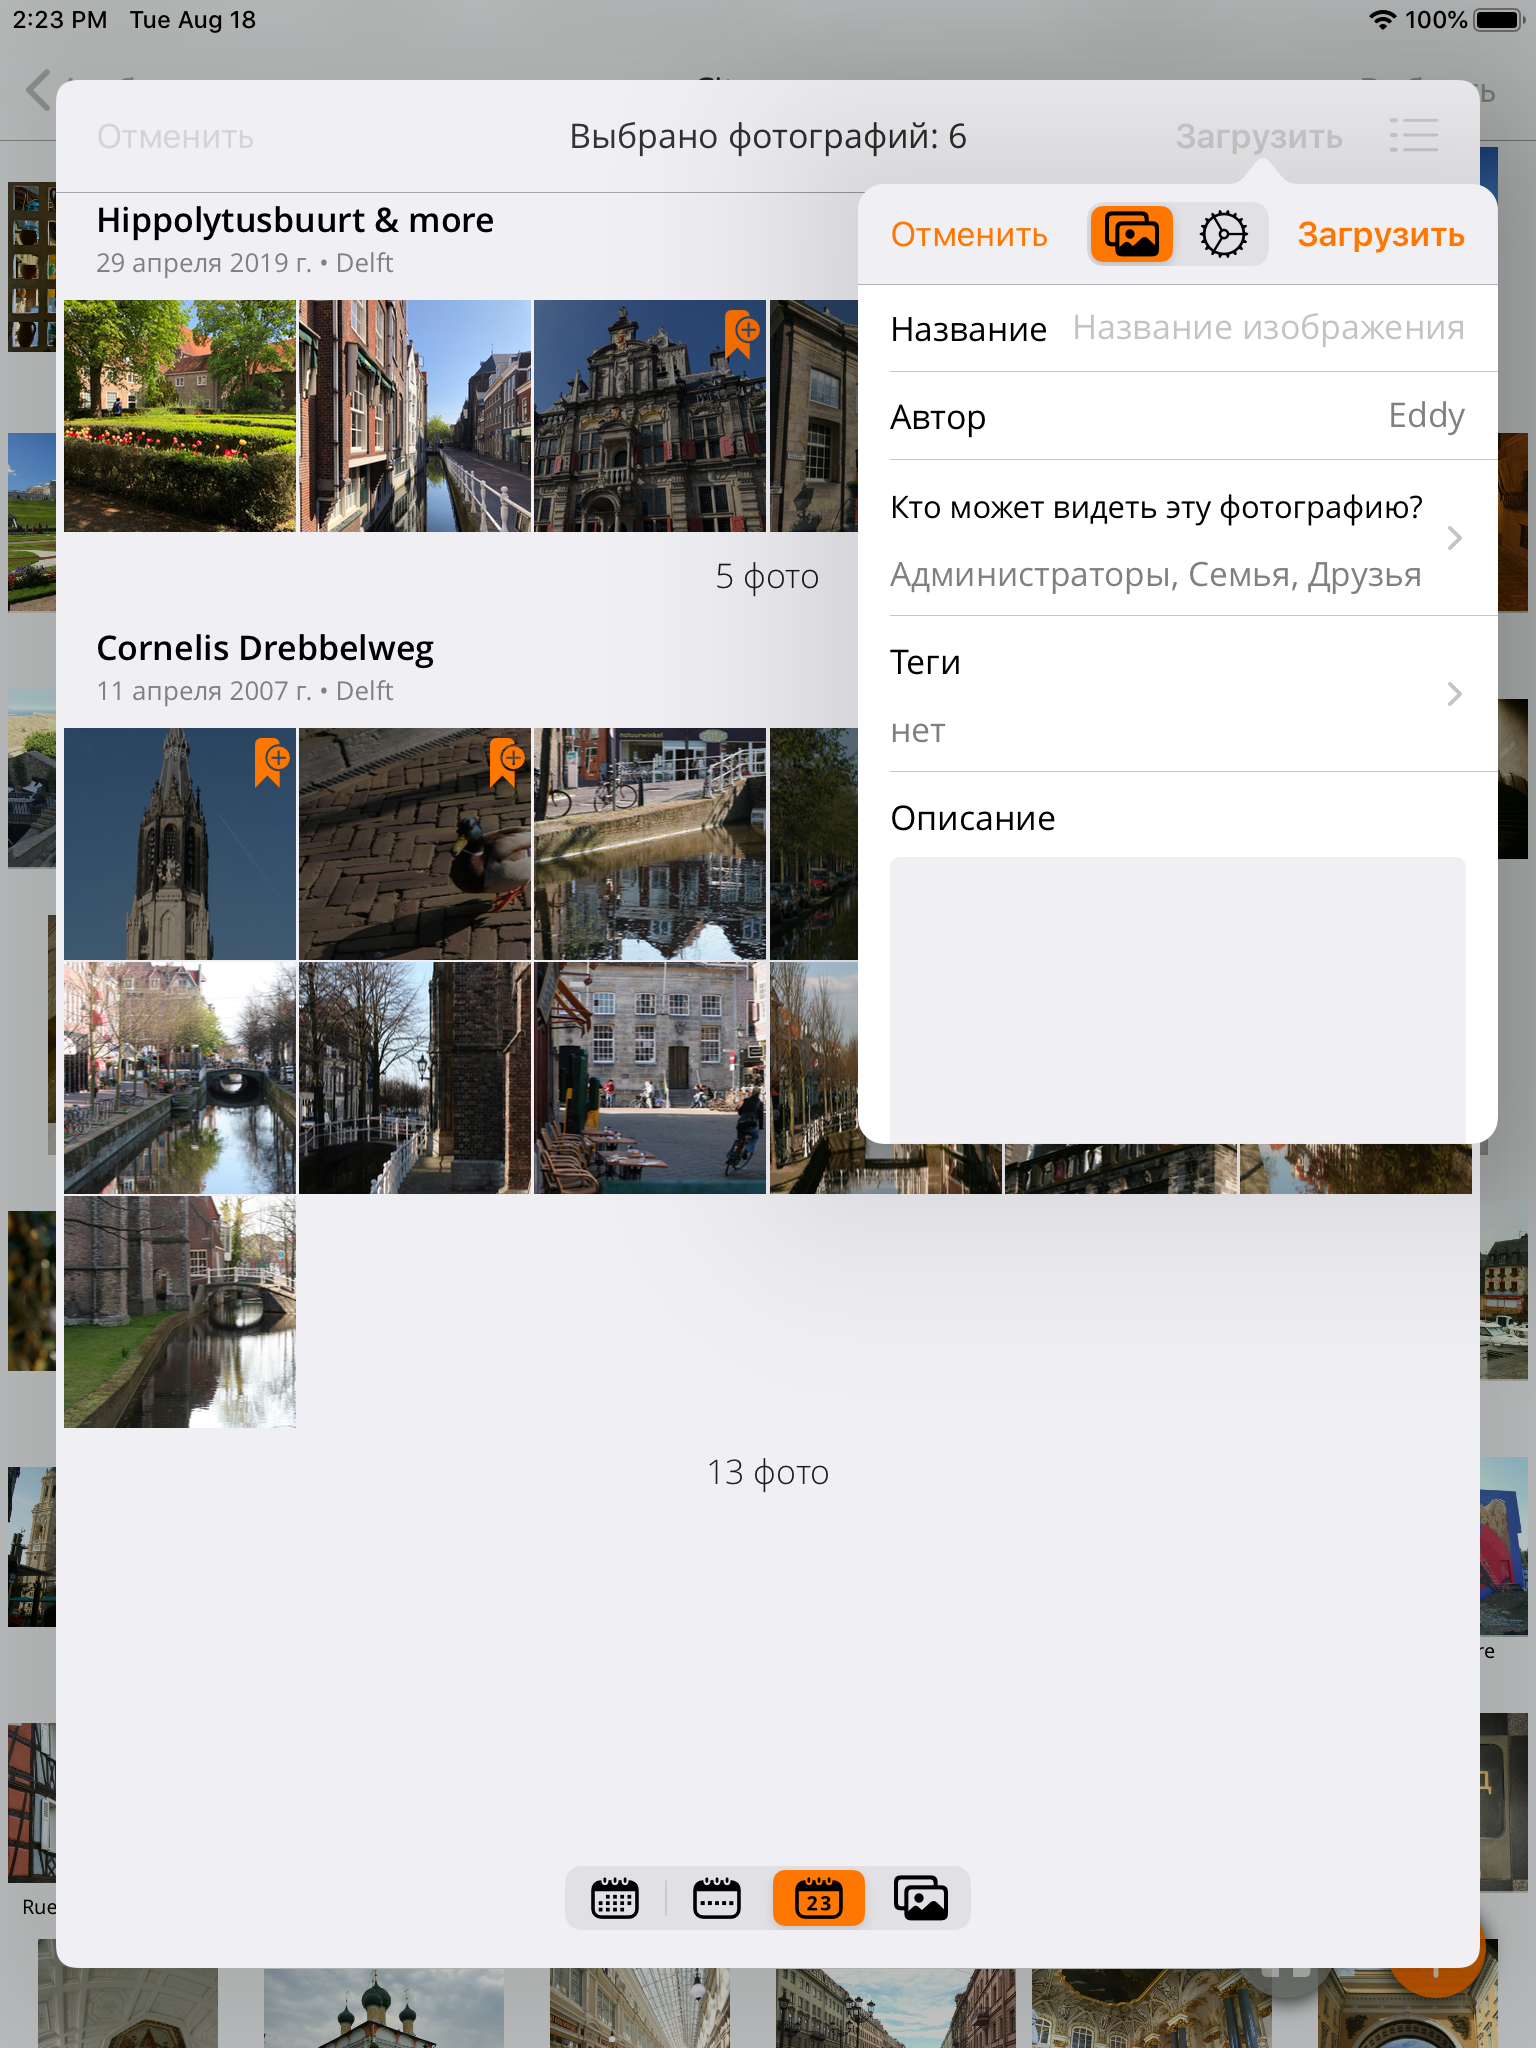 2:23 PM Tue Aug 18 100%
Отменить Выбрано фотографий: 6 Загрузить
Hippolytusbuurt & more
29 апреля 2019 г. • Delft
Отменить Загрузить
Название Название изображения
Автор Eddy
Кто может видеть эту фотографию?
Администраторы, Семья, Друзья
Теги
нет
Описание
5 фото
Cornelis Drebbelweg
11 апреля 2007 г. • Delft
13 фото
23
Rue